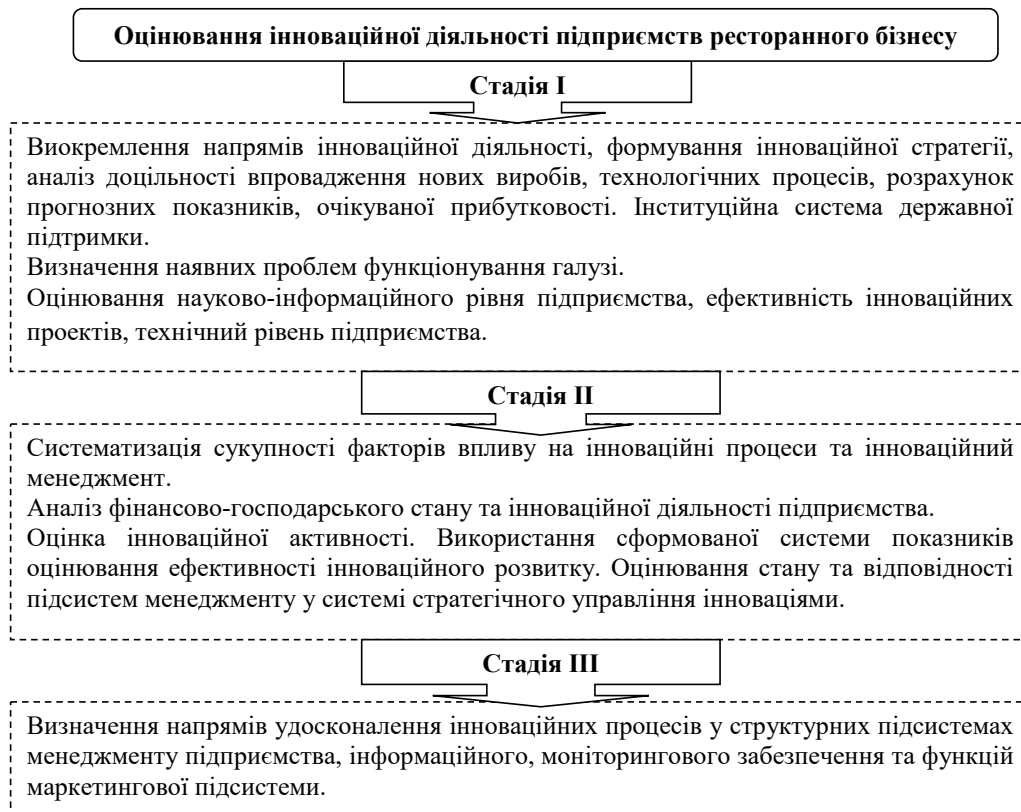 Оцінювання інноваційної діяльності підприємств ресторанного бізнесу
Стадія I
Виокремлення напрямів інноваційної діяльності, формування інноваційної стратегії,
аналіз доцільності впровадження нових виробів, технологічних процесів, розрахунок
прогнозних показників, очікуваної прибутковості. Інституційна система державної
підтримки.
Визначення наявних проблем функціонування галузі.
Оцінювання науково-інформаційного рівня підприємства, ефективність інноваційних
проектів, технічний рівень підприємства.
Стадія II
Систематизація сукупності факторів впливу на інноваційні процеси та інноваційний
менеджмент.
Аналіз фінансово-господарського стану та інноваційної діяльності підприємства.
Оцінка інноваційної активності. Використання сформованої системи показників
оцінювання ефективності інноваційного розвитку. Оцінювання стану та відповідності
підсистем менеджменту у системі стратегічного управління інноваціями.
Стадія III
Визначення напрямів удосконалення інноваційних процесів у структурних підсистемах
менеджменту підприємства, інформаційного, моніторингового забезпечення та функцій
маркетингової підсистеми.